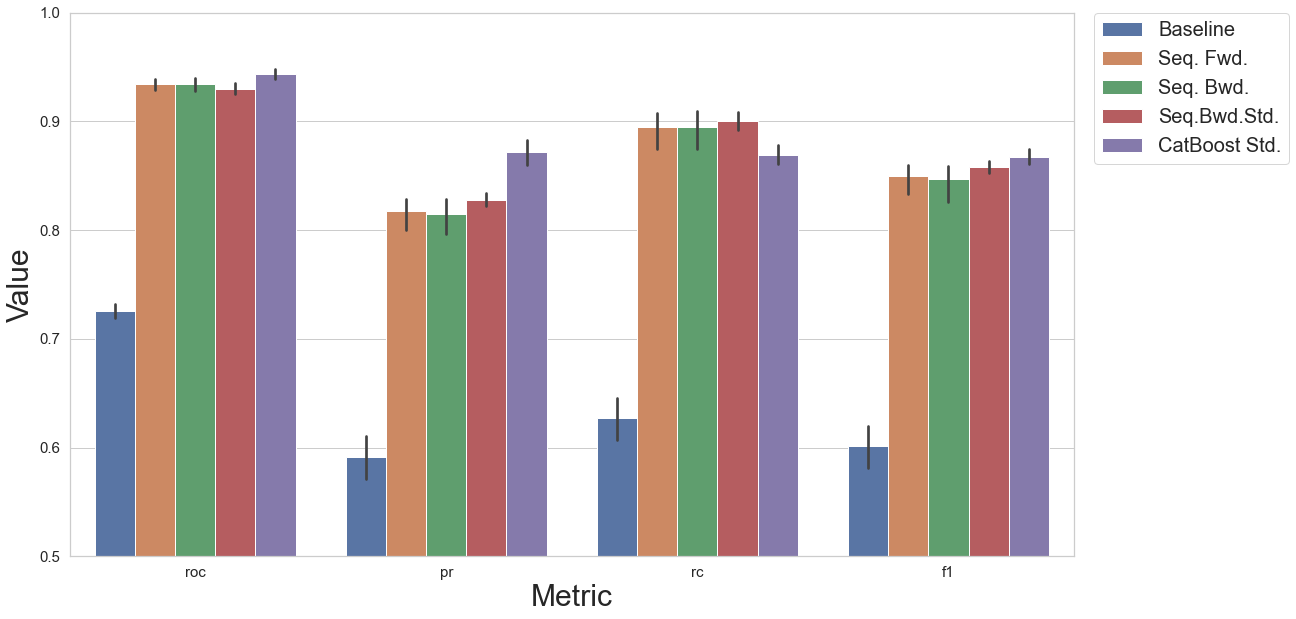 1.0
0.9
0.8
0.7
0.6
0.5
Value
roc
pr
rc
f1
Metric
Baseline
Seq. Fwd.
Seq. Bwd.
Seq.Bwd.Std.
CatBoost Std.